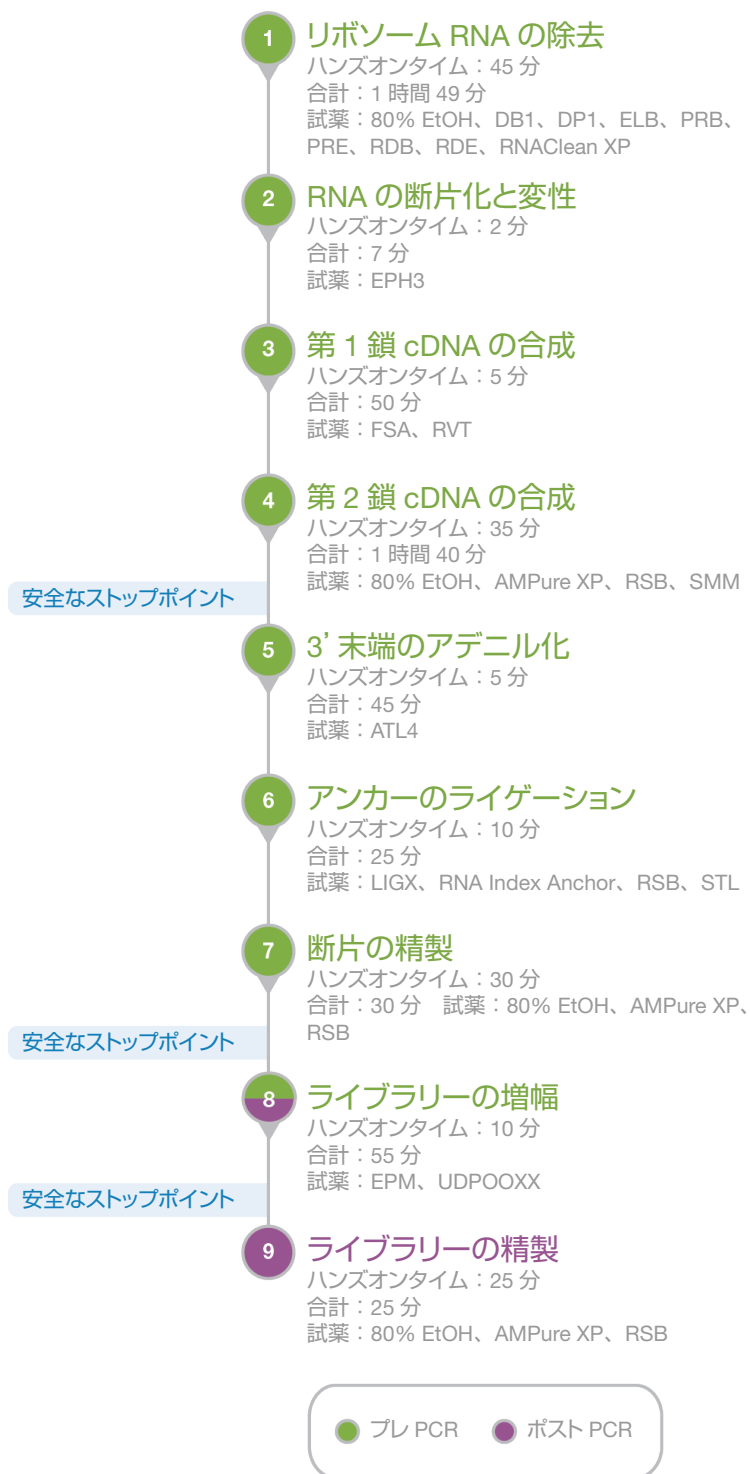 1
リボソーム RNA の除去
ハンズオンタイム：45 分
合計：1 時間 49 分
試薬：80% EtOH、DB1、DP1、ELB、PRB、
PRE、RDB、RDE、RNAClean XP
2
RNA の断片化と変性
ハンズオンタイム：2 分
合計：7 分
試薬：EPH3
3
第 1 鎖 cDNA の合成
ハンズオンタイム：5 分
合計：50 分
試薬：FSA、RVT
4
第 2 鎖 cDNA の合成
ハンズオンタイム：35 分
合計：1 時間 40 分
試薬：80% EtOH、AMPure XP、RSB、SMM
安全なストップポイント
5
3’ 末端のアデニル化
ハンズオンタイム：5 分
合計：45 分
試薬：ATL4
6
アンカーのライゲーション
ハンズオンタイム：10 分
合計：25 分
試薬：LIGX、RNA Index Anchor、RSB、STL
7
断片の精製
ハンズオンタイム：30 分
合計：30 分　試薬：80% EtOH、AMPure XP、
RSB
安全なストップポイント
8
ライブラリーの増幅
ハンズオンタイム：10 分
合計：55 分
試薬：EPM、UDPOOXX
安全なストップポイント
9
ライブラリーの精製
ハンズオンタイム：25 分
合計：25 分
試薬：80% EtOH、AMPure XP、RSB
プレ PCR　ポスト PCR